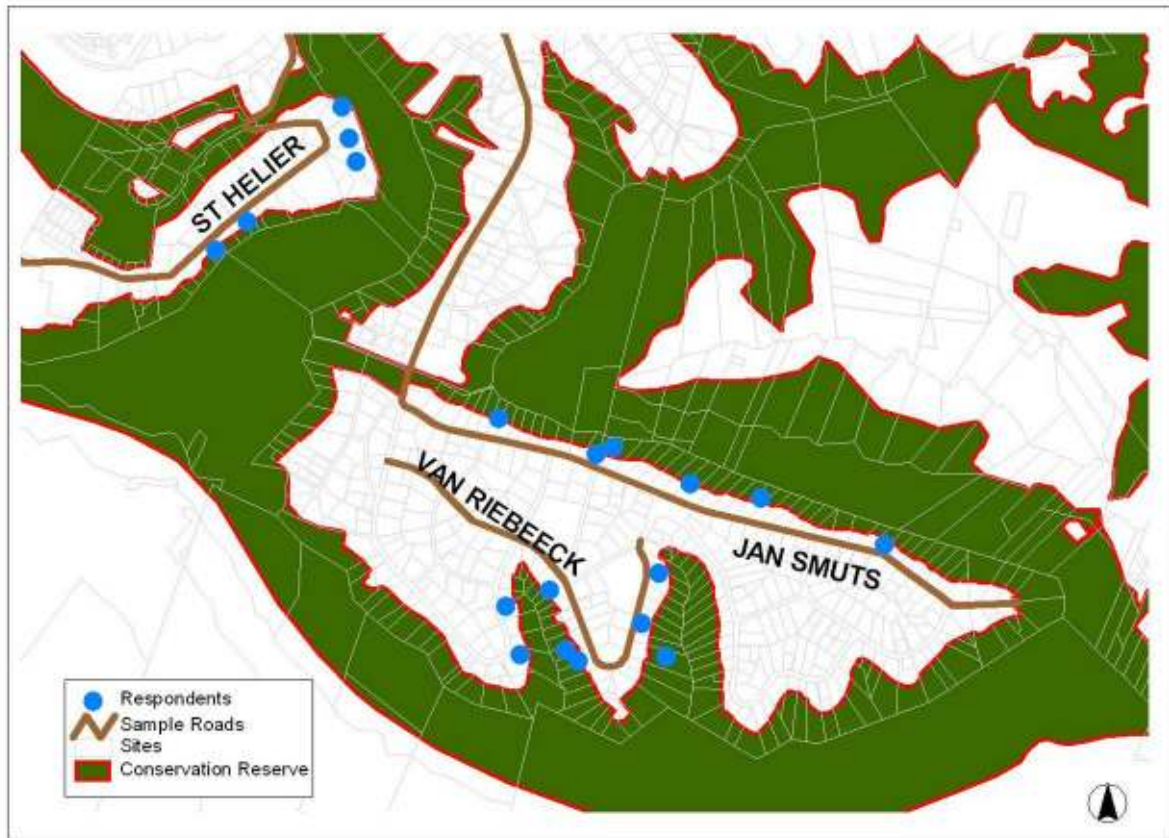 ST HELIER
VAN RIEBEECK
JAN SMUTS
Respondents
Sample Roads
Sites
Conservation Reserve